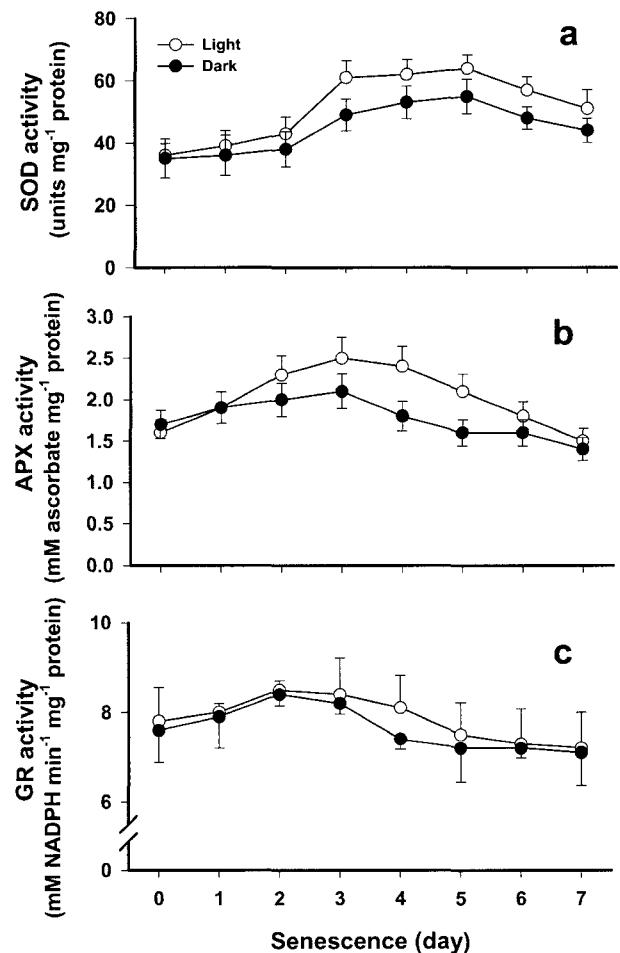 a
Light
Dark
SOD activity
(units mg⁻¹ protein)
80
60
40
20
0
b
APX activity
(mM ascorbate mg⁻¹ protein)
3.0
2.5
2.0
1.5
1.0
0.5
0.0
c
GR activity
(mM NADPH min⁻¹ mg⁻¹ protein)
10
8
6
0
0 1 2 3 4 5 6 7
Senescence (day)